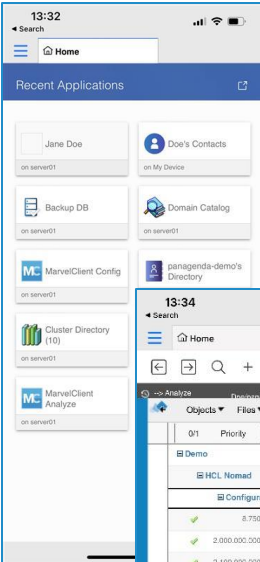 13:32
◄ Search
Home
Recent Applications
Jane Doe
on server01
Doe's Contacts
on My Device
Backup DB
on server01
Domain Catalog
on server01
MC MarvelClient Config
on server01
panagenda-demo's
Directory
Cluster Directory
(10)
on server01
MC MarvelClient
Analyze
on server01
13:34
◄ Search
Home
--> Analyze
Objects▼ Files▼
0/1 Priority
Demo
HCL Nomad
8.750
2.000.000.000